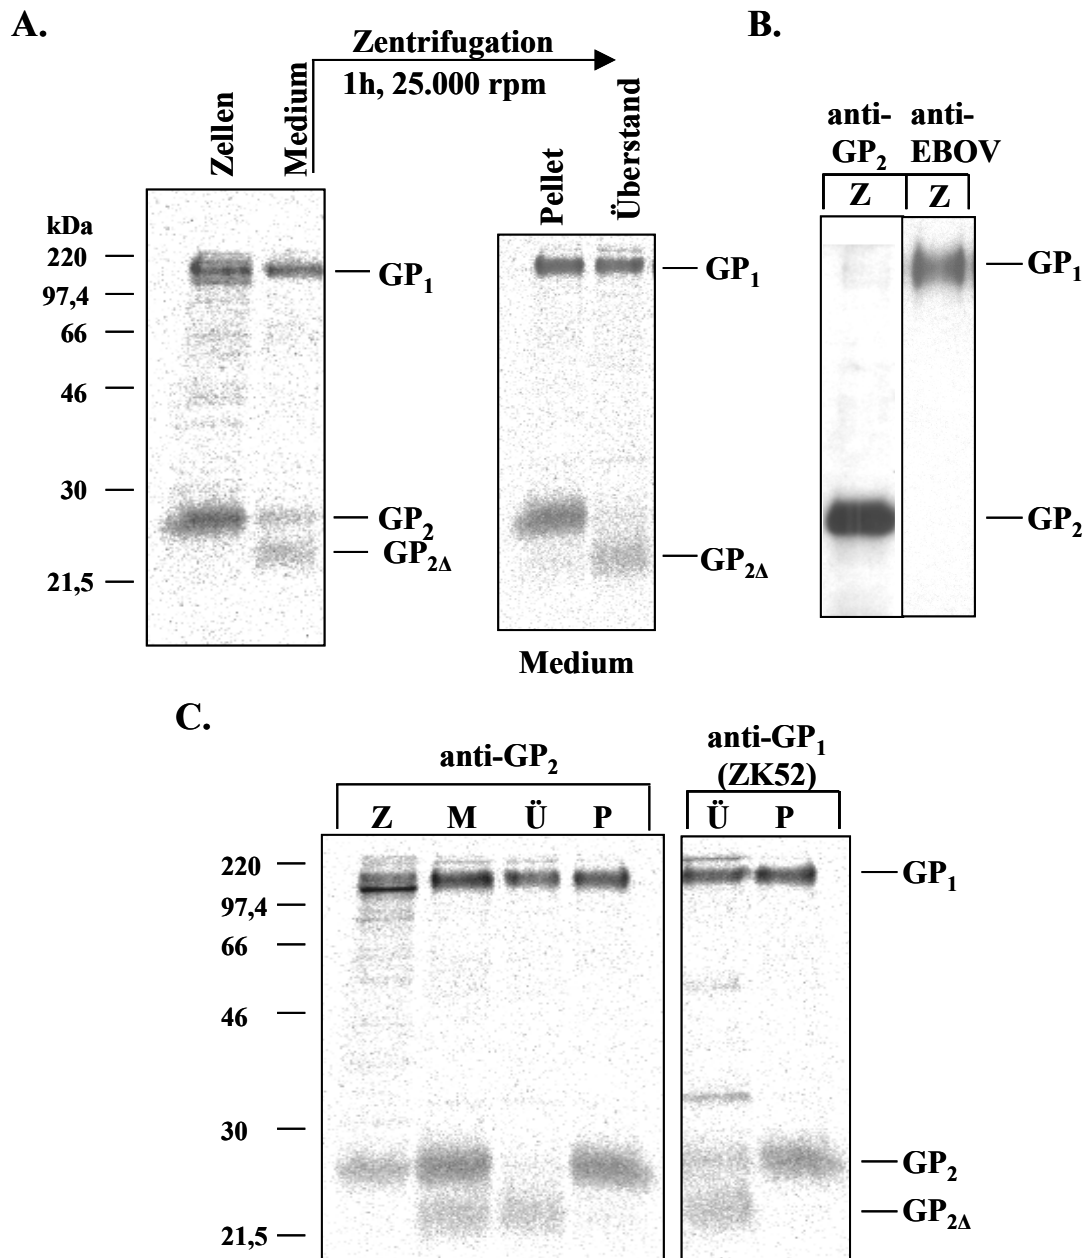 A.
Zentrifugation
1h, 25.000 rpm
Zellen
Medium
Pellet
Überstand
kDa
220
97,4
66
46
30
21,5
GP1
GP2
GP2Δ
GP1
GP2Δ
Medium
B.
anti-GP2
anti-EBOV
Z Z
GP1
GP2
C.
anti-GP2
Z M Ü P
anti-GP1
(ZK52)
Ü P
220
97,4
66
46
30
21,5
GP1
GP2
GP2Δ